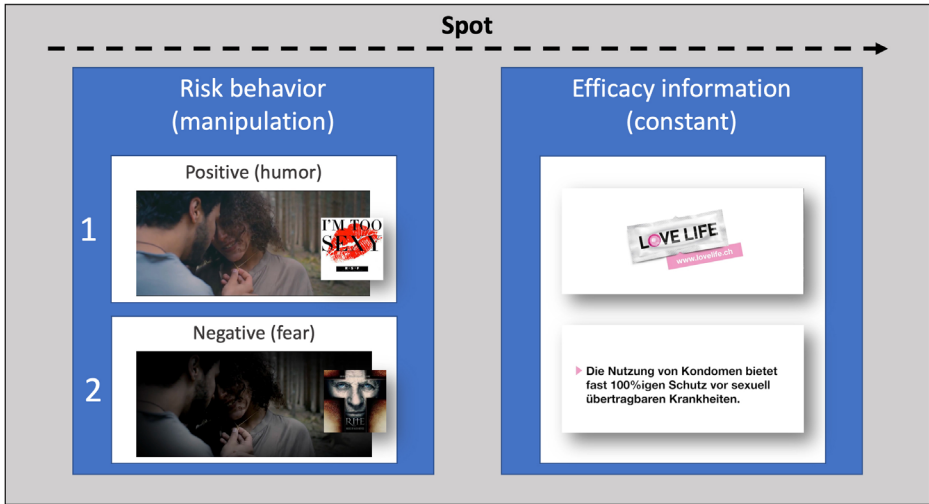 Spot
Risk behavior
(manipulation)
1
Positive (humor)
I'M TOO
SEXY
2
Negative (fear)
RITE
Efficacy information
(constant)
LOVE LIFE
www.lovelife.ch
Die Nutzung von Kondomen bietet
fast 100%igen Schutz vor sexuell
übertragbaren Krankheiten.